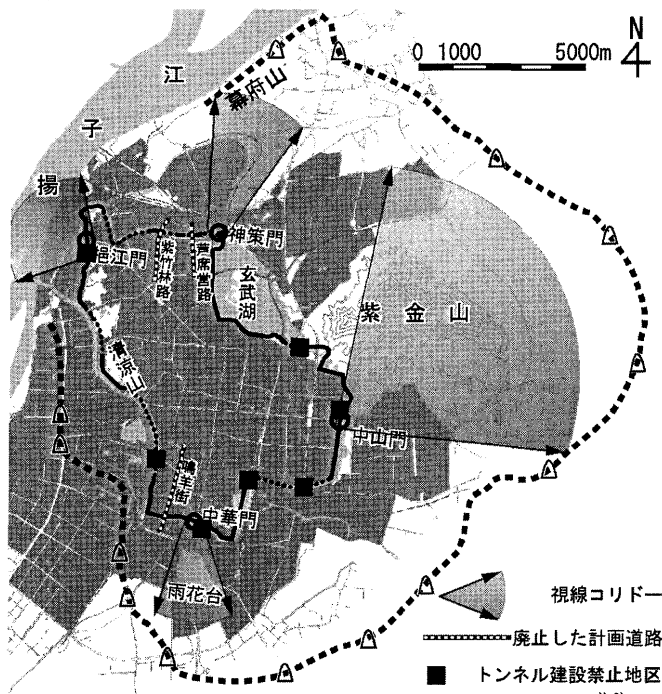 江
子
揚
幕府山
0 1000 5000m
N
神策門
挹江門
紫竹林路
芦席営路
玄武湖
紫金山
清凉山
中山門
鳴羊街
中華門
雨花台
視線コリドー
廃止した計画道路
トンネル建設禁止地区